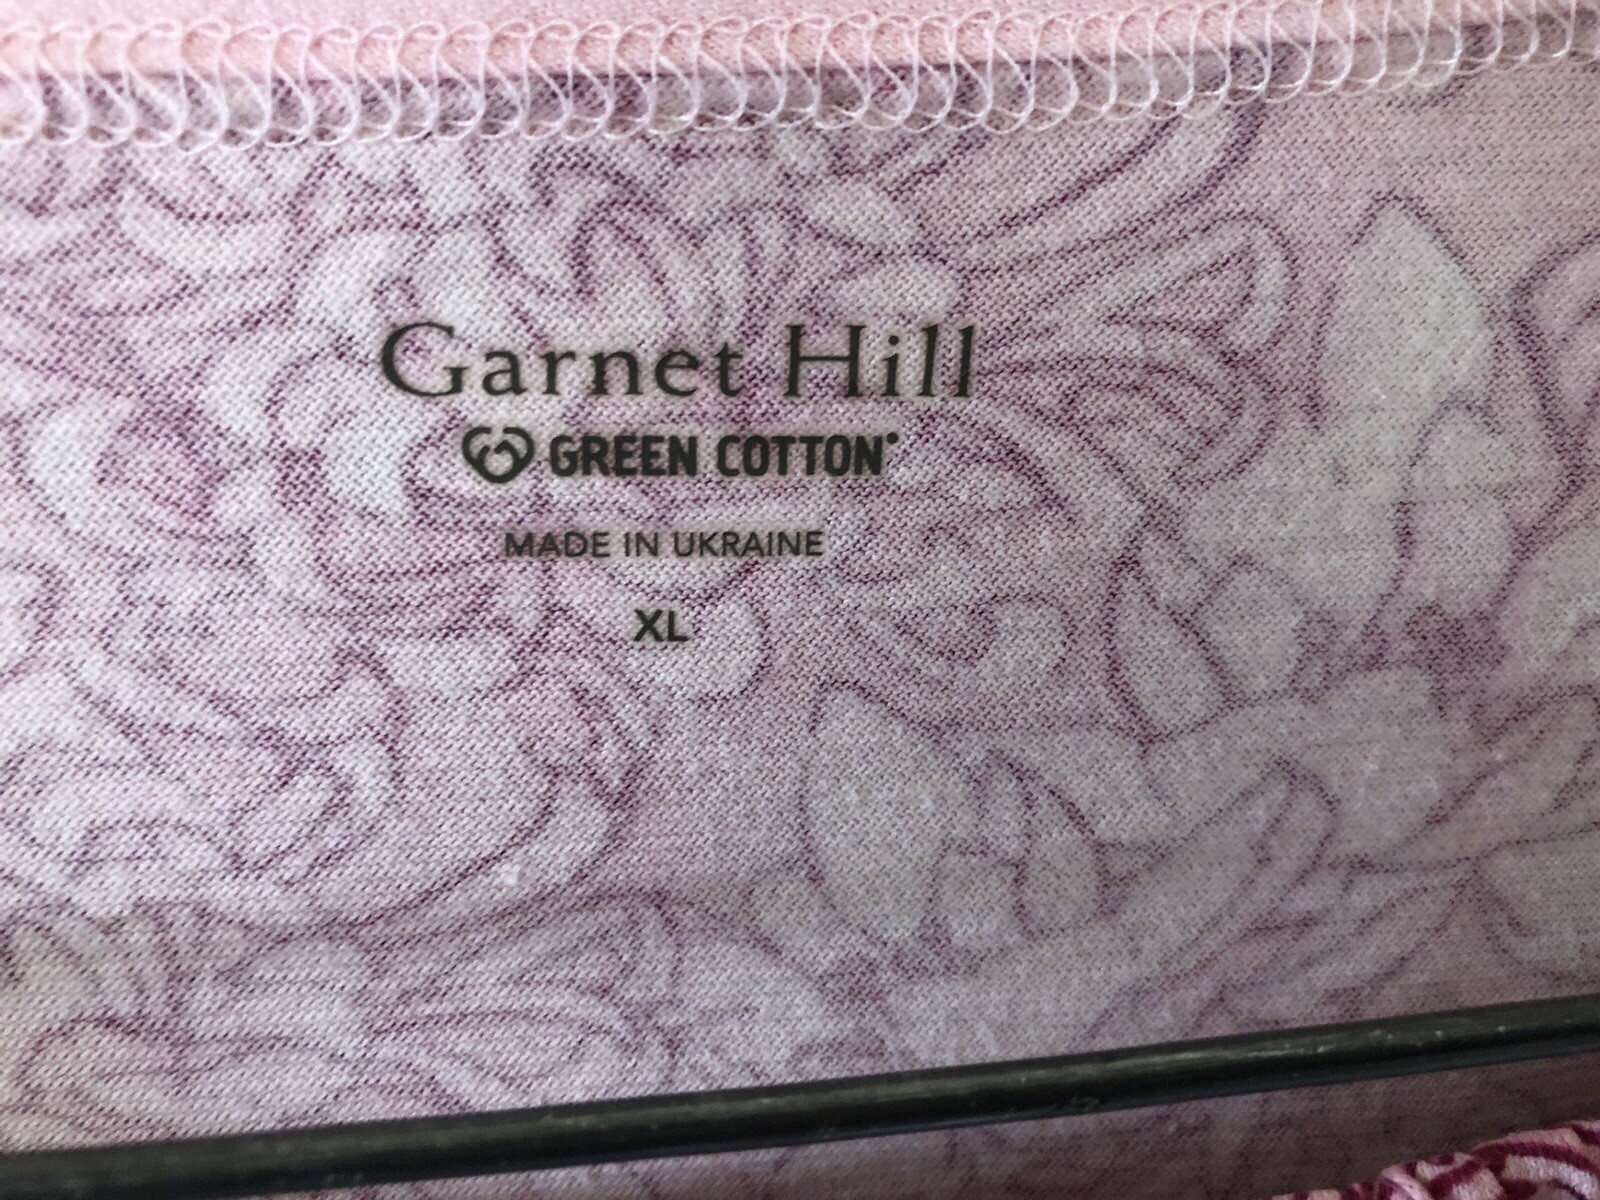 Garnet Hill
GREEN COTTON®
MADE IN UKRAINE
XL